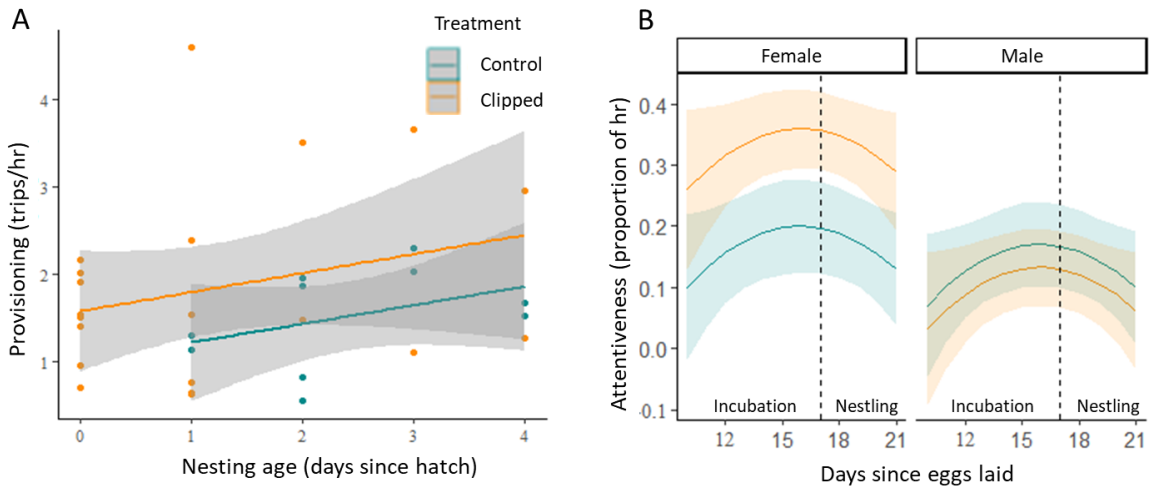 A
Treatment
Control
Clipped
Provisioning (trips/hr)
4
3
2
1
0 1 2 3 4
Nesting age (days since hatch)
B
Female Male
Attentiveness (proportion of hr)
0.4
0.3
0.2
0.1
0.0
-0.1
Incubation Nestling Incubation Nestling
12 15 18 21 12 15 18 21
Days since eggs laid